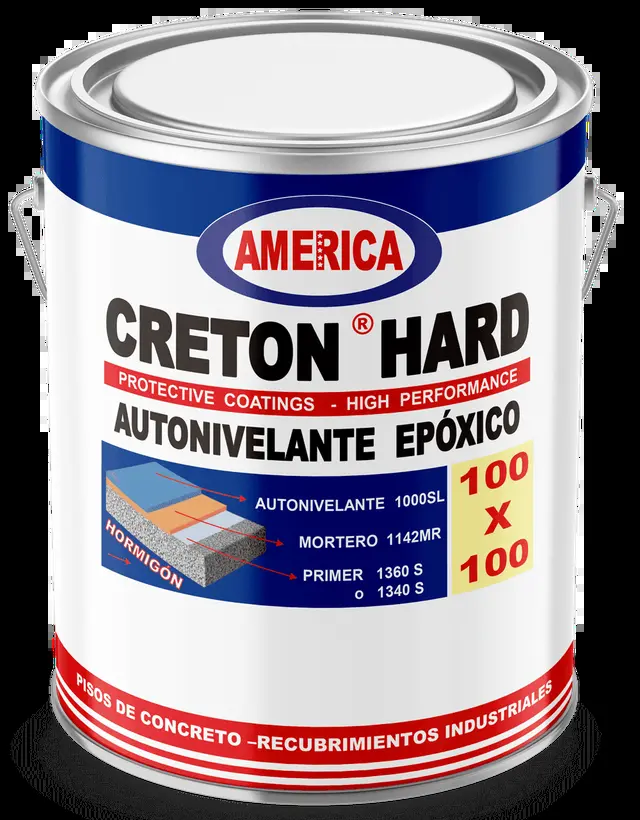 AMERICA
CRETON ® HARD
PROTECTIVE COATINGS - HIGH PERFORMANCE
AUTONIVELANTE EPÓXICO
AUTONIVELANTE 1000SL
MORTERO 1142MR
PRIMER 1360 S
o 1340 S
HORMIGÓN
100
X
100
PISOS DE CONCRETO –RECUBRIMIENTOS INDUSTRIALES